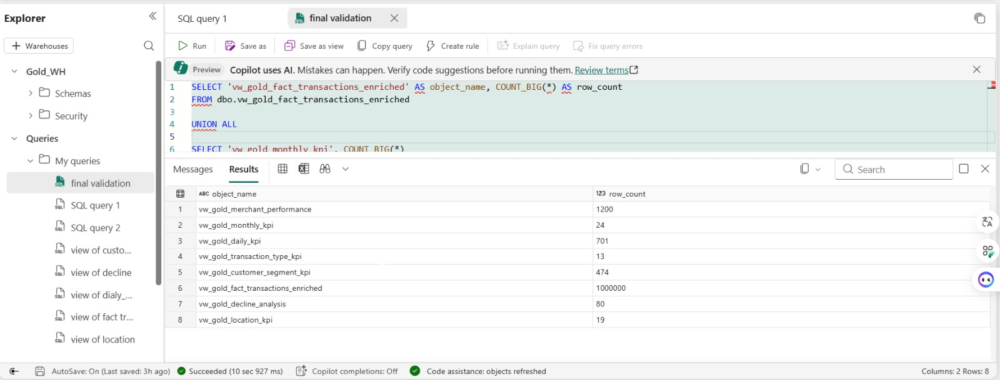 Explorer
SQL query 1
final validation
Warehouses
Run
Save as
Save as view
Copy query
Create rule
Explain query
Fix query errors
Gold_WH
Schemas
Security
Queries
My queries
final validation
SQL query 1
SQL query 2
view of custo...
view of decline
view of dialy_...
view of fact tr...
view of location
Preview Copilot uses AI. Mistakes can happen. Verify code suggestions before running them. Review terms
1 SELECT 'vw_gold_fact_transactions_enriched' AS object_name, COUNT_BIG(*) AS row_count
2 FROM dbo.vw_gold_fact_transactions_enriched
3
4 UNION ALL
5
6 SELECT 'vw_gold_monthly_kpi', COUNT_BIG(*)
Messages
Results
Search
ABC object_name 123 row_count
1 vw_gold_merchant_performance 1200
2 vw_gold_monthly_kpi 24
3 vw_gold_daily_kpi 701
4 vw_gold_transaction_type_kpi 13
5 vw_gold_customer_segment_kpi 474
6 vw_gold_fact_transactions_enriched 1000000
7 vw_gold_decline_analysis 80
8 vw_gold_location_kpi 19
AutoSave: On (Last saved: 3h ago)
Succeeded (10 sec 927 ms)
Copilot completions: Off
Code assistance: objects refreshed
Columns: 2 Rows: 8